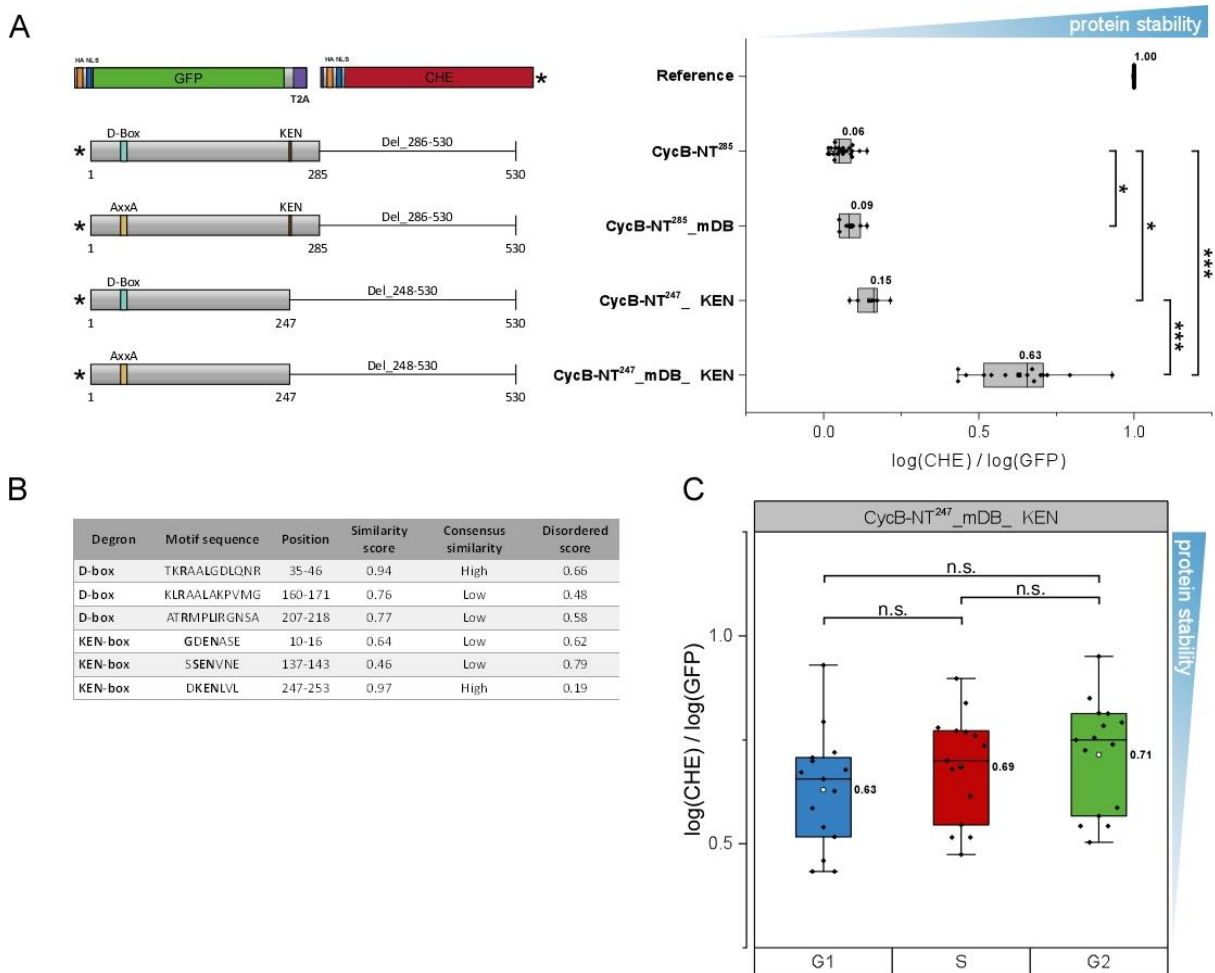 A
protein stability
HA NLS
GFP
T2A
HA NLS
CHE
*
Reference
1.00
D-Box
KEN
Del_286-530
*
1
285
530
CycB-NT285
0.06
AxxA
KEN
Del_286-530
*
1
285
530
CycB-NT285_mDB
0.09
D-Box
Del_248-530
*
1
247
530
CycB-NT247_ KEN
0.15
AxxA
Del_248-530
*
1
247
530
CycB-NT247_mDB_ KEN
0.63
*
*
***
***
0.0
0.5
1.0
log(CHE) / log(GFP)
B
Degron Motif sequence Position Similarity score Consensus similarity Disordered score
D-box TKRAALGDLQNR 35-46 0.94 High 0.66
D-box KLRAALAKPVMG 160-171 0.76 Low 0.48
D-box ATRMPLIRGNSA 207-218 0.77 Low 0.58
KEN-box GDENASE 10-16 0.64 Low 0.62
KEN-box SSENVNE 137-143 0.46 Low 0.79
KEN-box DKENLVL 247-253 0.97 High 0.19
C
CycB-NT247_mDB_ KEN
protein stability
n.s.
n.s.
n.s.
1.0
0.5
log(CHE) / log(GFP)
0.63
0.69
0.71
G1
S
G2